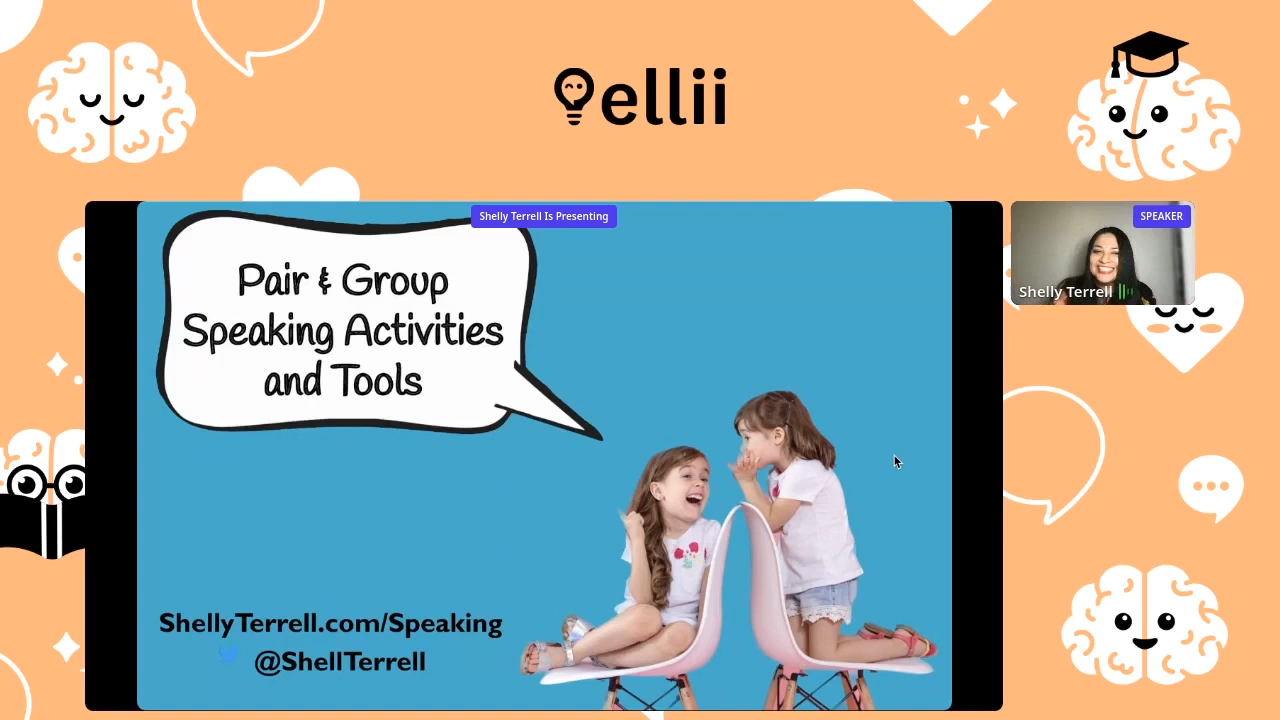 ellii
Shelly Terrell Is Presenting
SPEAKER
Shelly Terrell
Pair & Group
Speaking Activities
and Tools
ShellyTerrell.com/Speaking
@ShellTerrell